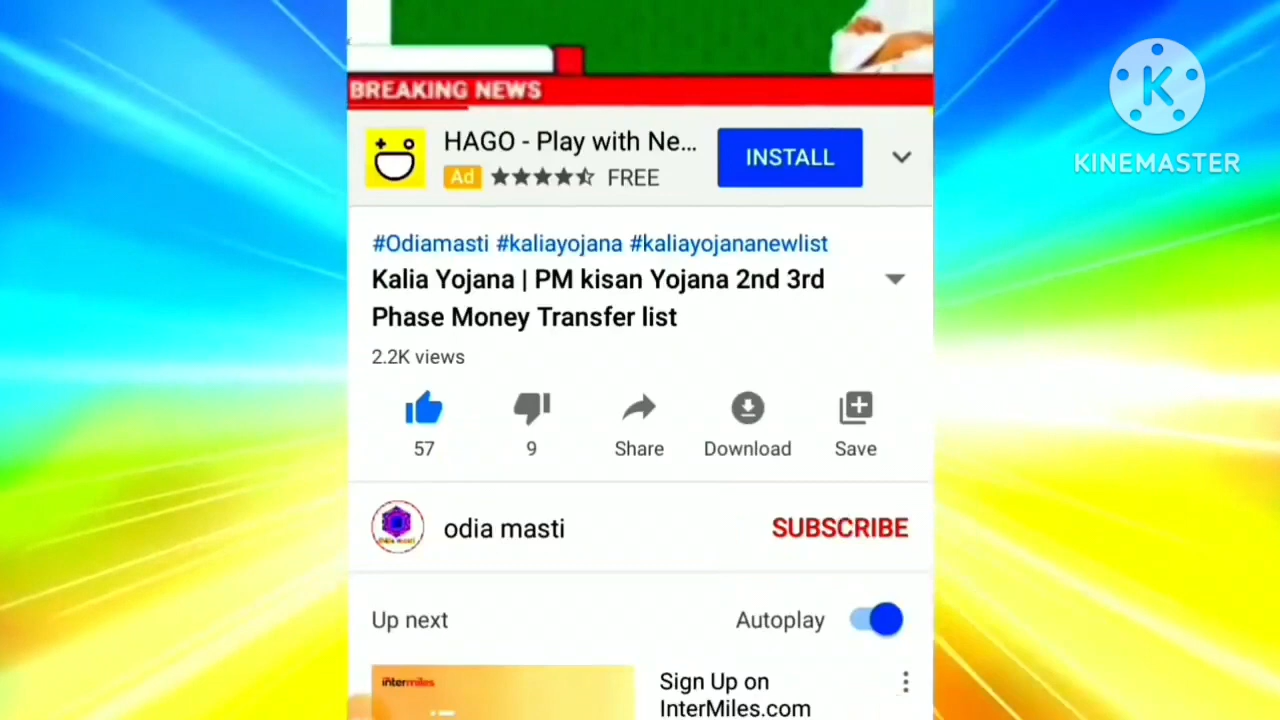 BREAKING NEWS
HAGO - Play with Ne...
INSTALL
Ad
FREE
KINEMASTER
#Odiamasti #kaliayojana #kaliayojananewlist
Kalia Yojana | PM kisan Yojana 2nd 3rd
Phase Money Transfer list
2.2K views
57
9
Share
Download
Save
odia masti
SUBSCRIBE
Up next
Autoplay
intermiles
Sign Up on
InterMiles.com